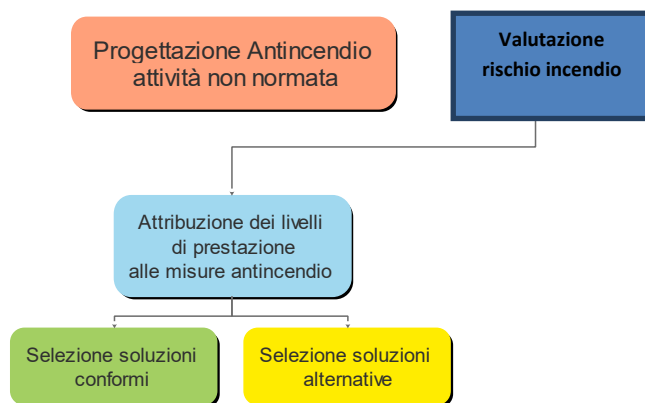 Progettazione Antincendio
attività non normata
Valutazione
rischio incendio
Attribuzione dei livelli
di prestazione
alle misure antincendio
Selezione soluzioni
conformi
Selezione soluzioni
alternative